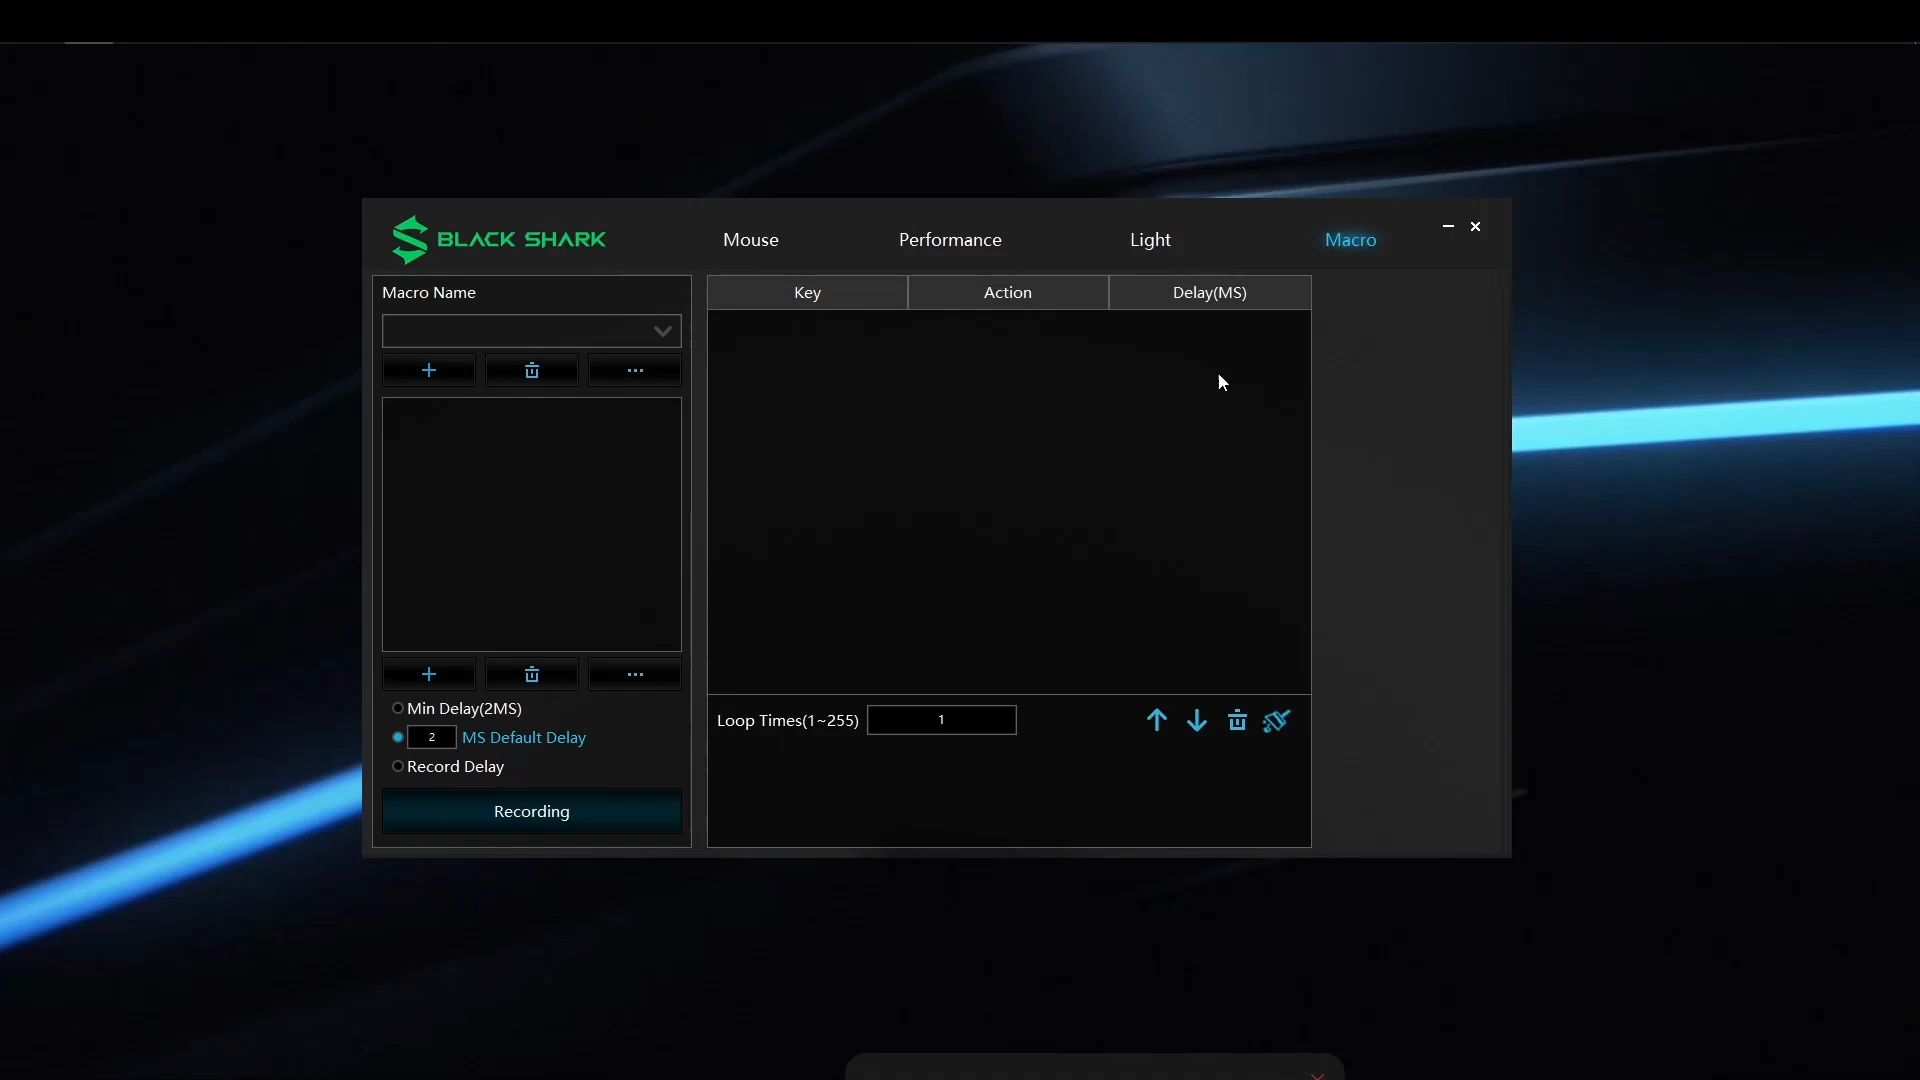 BLACK SHARK
Mouse
Performance
Light
Macro
Macro Name
Key
Action
Delay(MS)
Min Delay(2MS)
2 MS Default Delay
Record Delay
Recording
Loop Times(1~255) 1